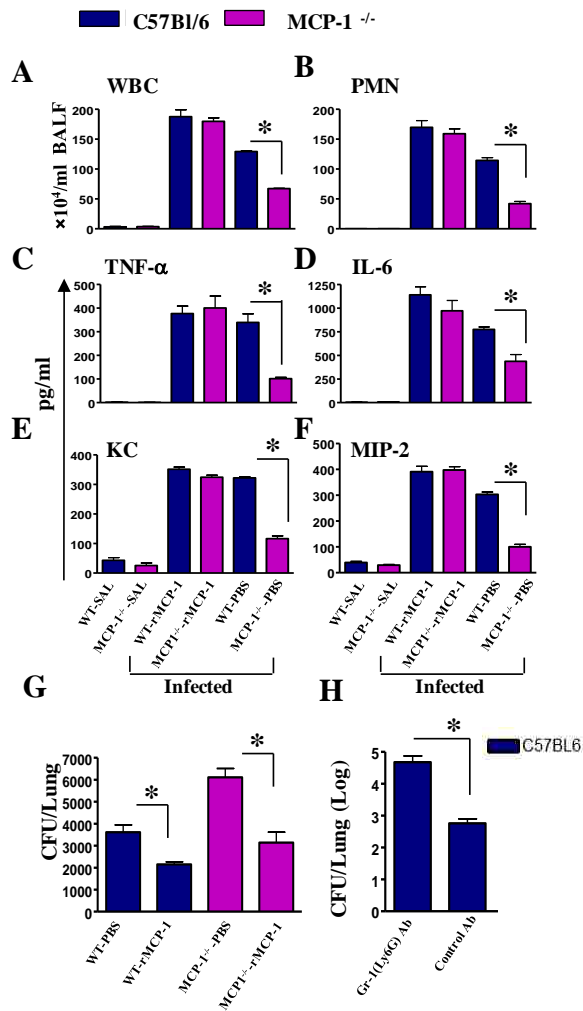 C57Bl/6 MCP-1 -/-
A B
WBC PMN
×10⁴/ml BALF
200 200
150 150
100 100
50 50
0 0
* *
C D
TNF-α IL-6
500 1250
400 1000
300 750
200 500
100 250
0 0
* *
pg/ml
E F
KC MIP-2
400 400
300 300
200 200
100 100
0 0
* *
WT-SAL MCP-1-/--SAL WT-rMCP-1 MCP1-/--rMCP-1 WT-PBS MCP-1-/--PBS
WT-SAL MCP-1-/--SAL WT-rMCP-1 MCP1-/--rMCP-1 WT-PBS MCP-1-/--PBS
Infected Infected
G H
C57BL6
CFU/Lung
7000
6000
5000
4000
3000
2000
1000
0
* *
WT-PBS WT-rMCP-1 MCP-1-/--PBS MCP1-/--rMCP-1
CFU/Lung (Log)
5
4
3
2
1
0
*
Gr-1(Ly6G) Ab Control Ab